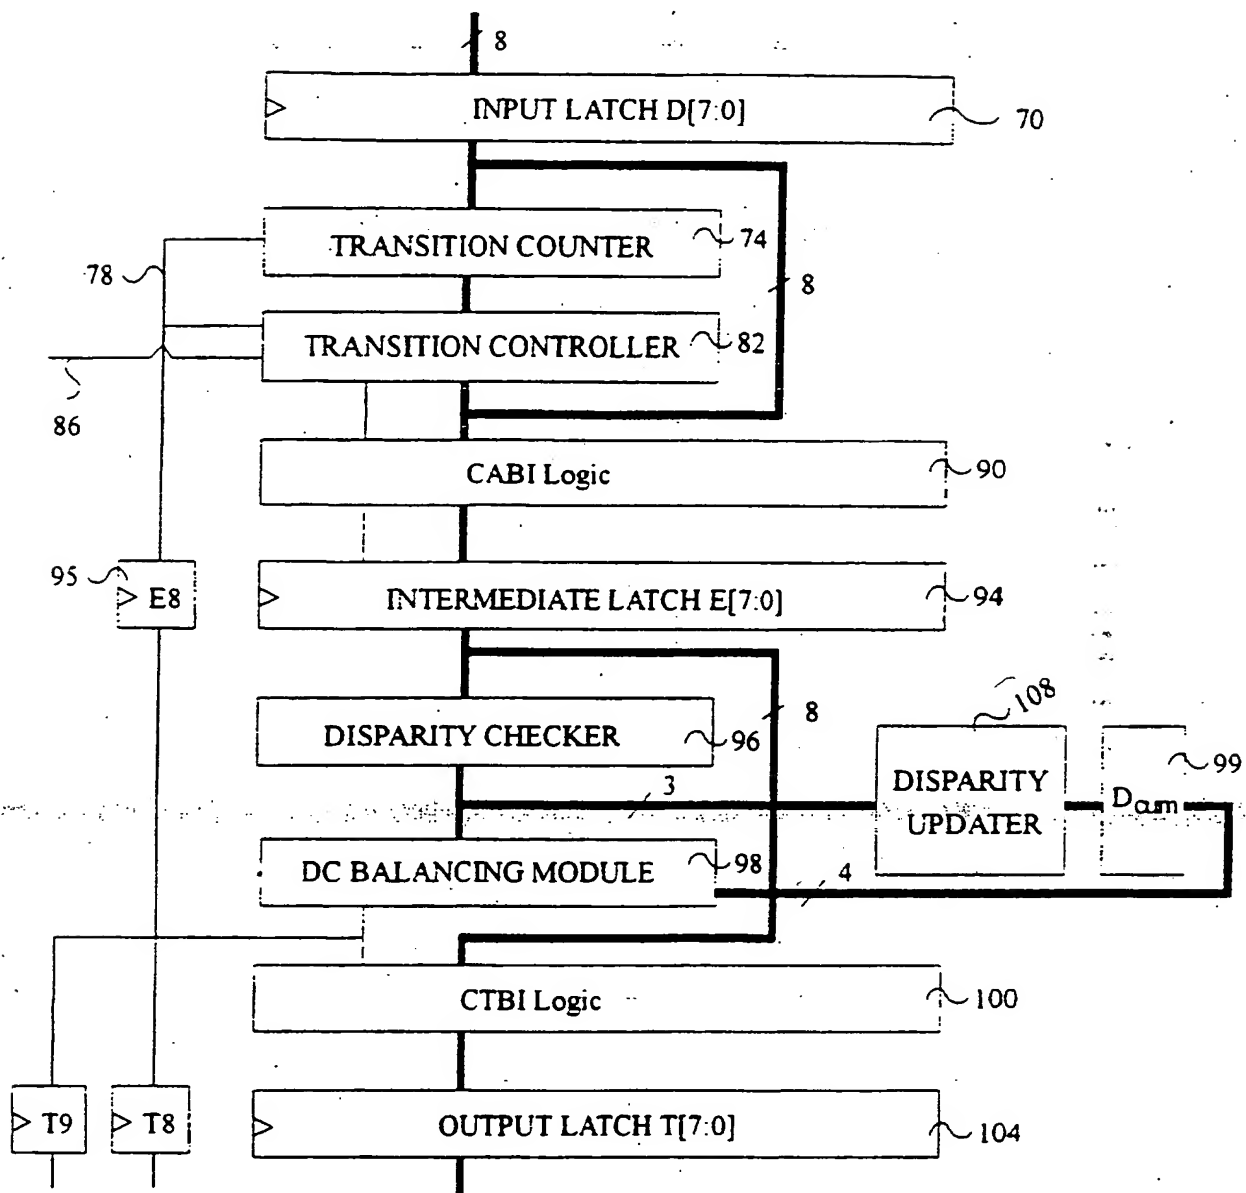 8
INPUT LATCH D[7:0]
70
TRANSITION COUNTER
74
78
8
TRANSITION CONTROLLER
82
86
CABI Logic
90
95
E8
INTERMEDIATE LATCH E[7:0]
94
DISPARITY CHECKER
96
8
108
DISPARITY
UPDATER
99
Dcum
3
DC BALANCING MODULE
98
4
CTBI Logic
100
T9
T8
OUTPUT LATCH T[7:0]
104